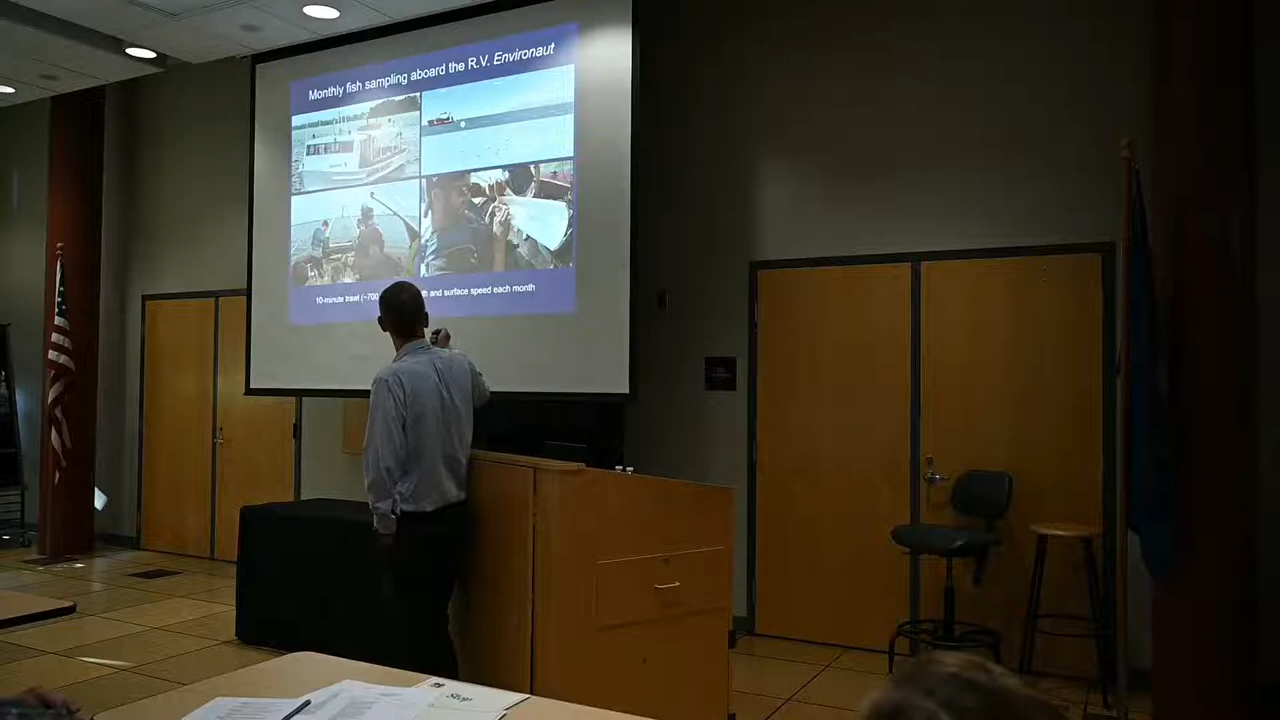 Monthly fish sampling aboard the R.V. Environaut
10-minute trawl (~700 and surface speed each month
Stop